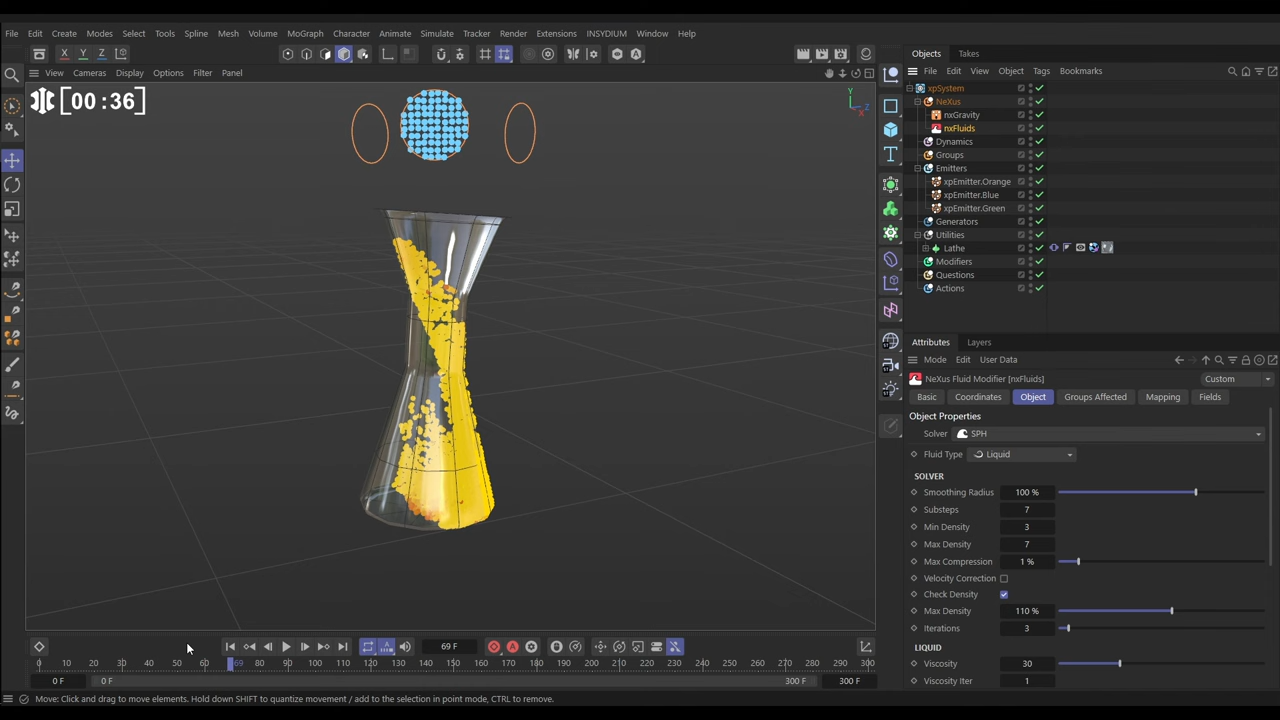 File Edit Create Modes Select Tools Spline Mesh Volume MoGraph Character Animate Simulate Tracker Render Extensions INSYDIUM Window Help
X Y Z
View Cameras Display Options Filter Panel
[00:36]
Y Z X
Objects Takes
File Edit View Object Tags Bookmarks
xpSystem
NeXus
nxGravity
nxFluids
Dynamics
Groups
Emitters
xpEmitter.Orange
xpEmitter.Blue
xpEmitter.Green
Generators
Utilities
Lathe
Modifiers
Questions
Actions
Attributes Layers
Mode Edit User Data
NeXus Fluid Modifier [nxFluids] Custom
Basic Coordinates Object Groups Affected Mapping Fields
Object Properties
Solver SPH
Fluid Type Liquid
SOLVER
Smoothing Radius 100 %
Substeps 7
Min Density 3
Max Density 7
Max Compression 1 %
Velocity Correction
Check Density
Max Density 110 %
Iterations 3
LIQUID
Viscosity 30
Viscosity Iter 1
69 F
0 10 20 30 40 50 60 69 80 90 100 110 120 130 140 150 160 170 180 190 200 210 220 230 240 250 260 270 280 290 300
0 F 0 F 300 F 300 F
Move: Click and drag to move elements. Hold down SHIFT to quantize movement / add to the selection in point mode, CTRL to remove.